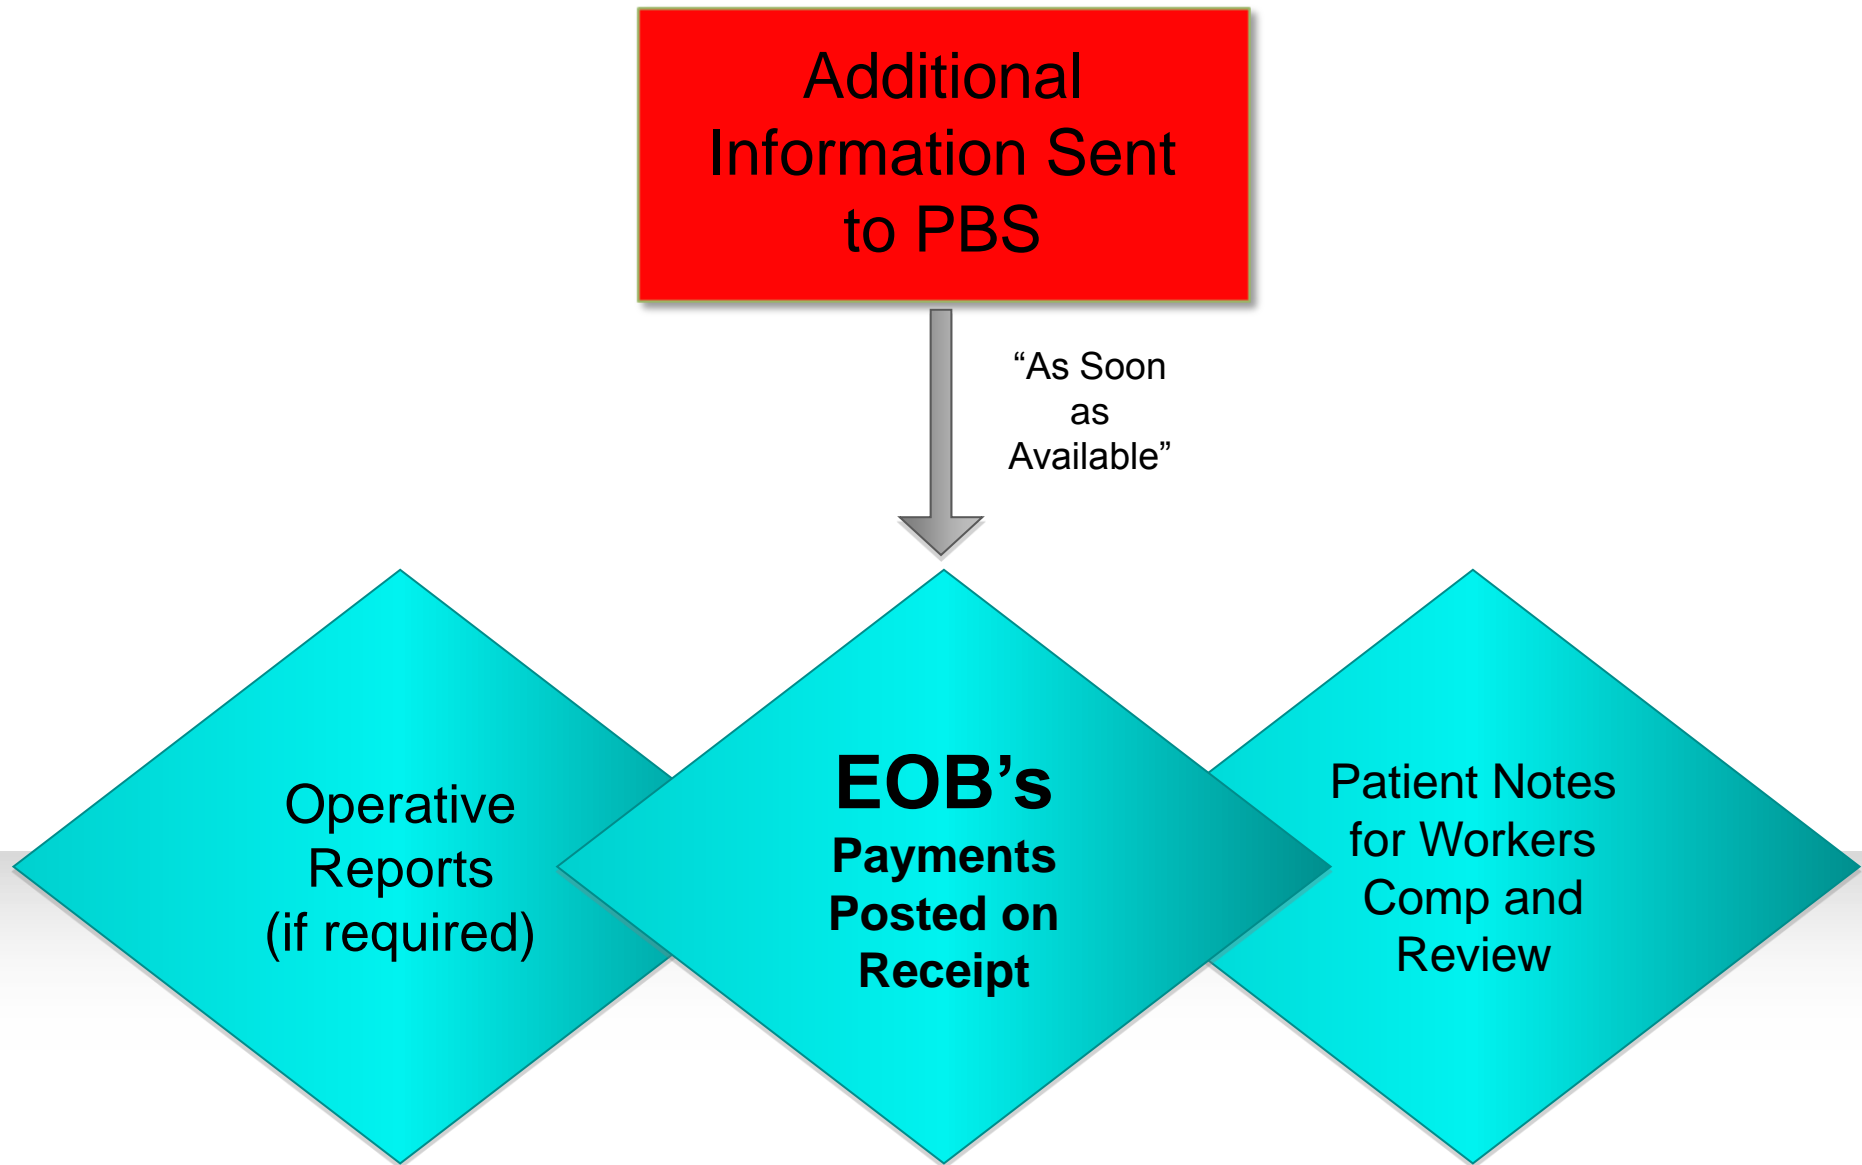 Additional
Information Sent
to PBS
“As Soon
as
Available”
Operative
Reports
(if required)
EOB’s
Payments
Posted on
Receipt
Patient Notes
for Workers
Comp and
Review